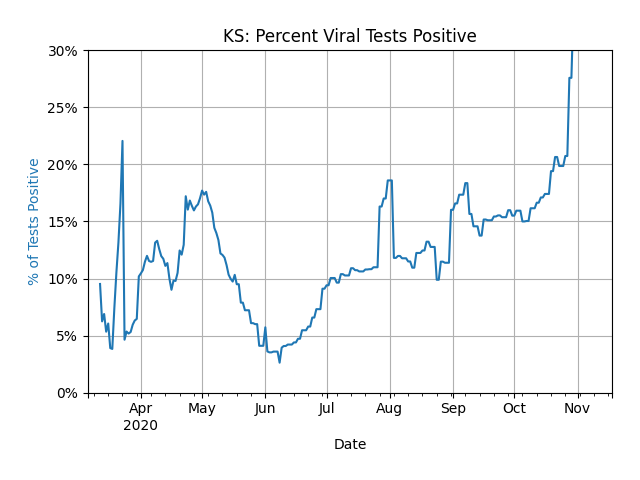 KS: Percent Viral Tests Positive
30%
25%
20%
15%
10%
5%
0%
% of Tests Positive
Apr May Jun Jul Aug Sep Oct Nov
2020
Date